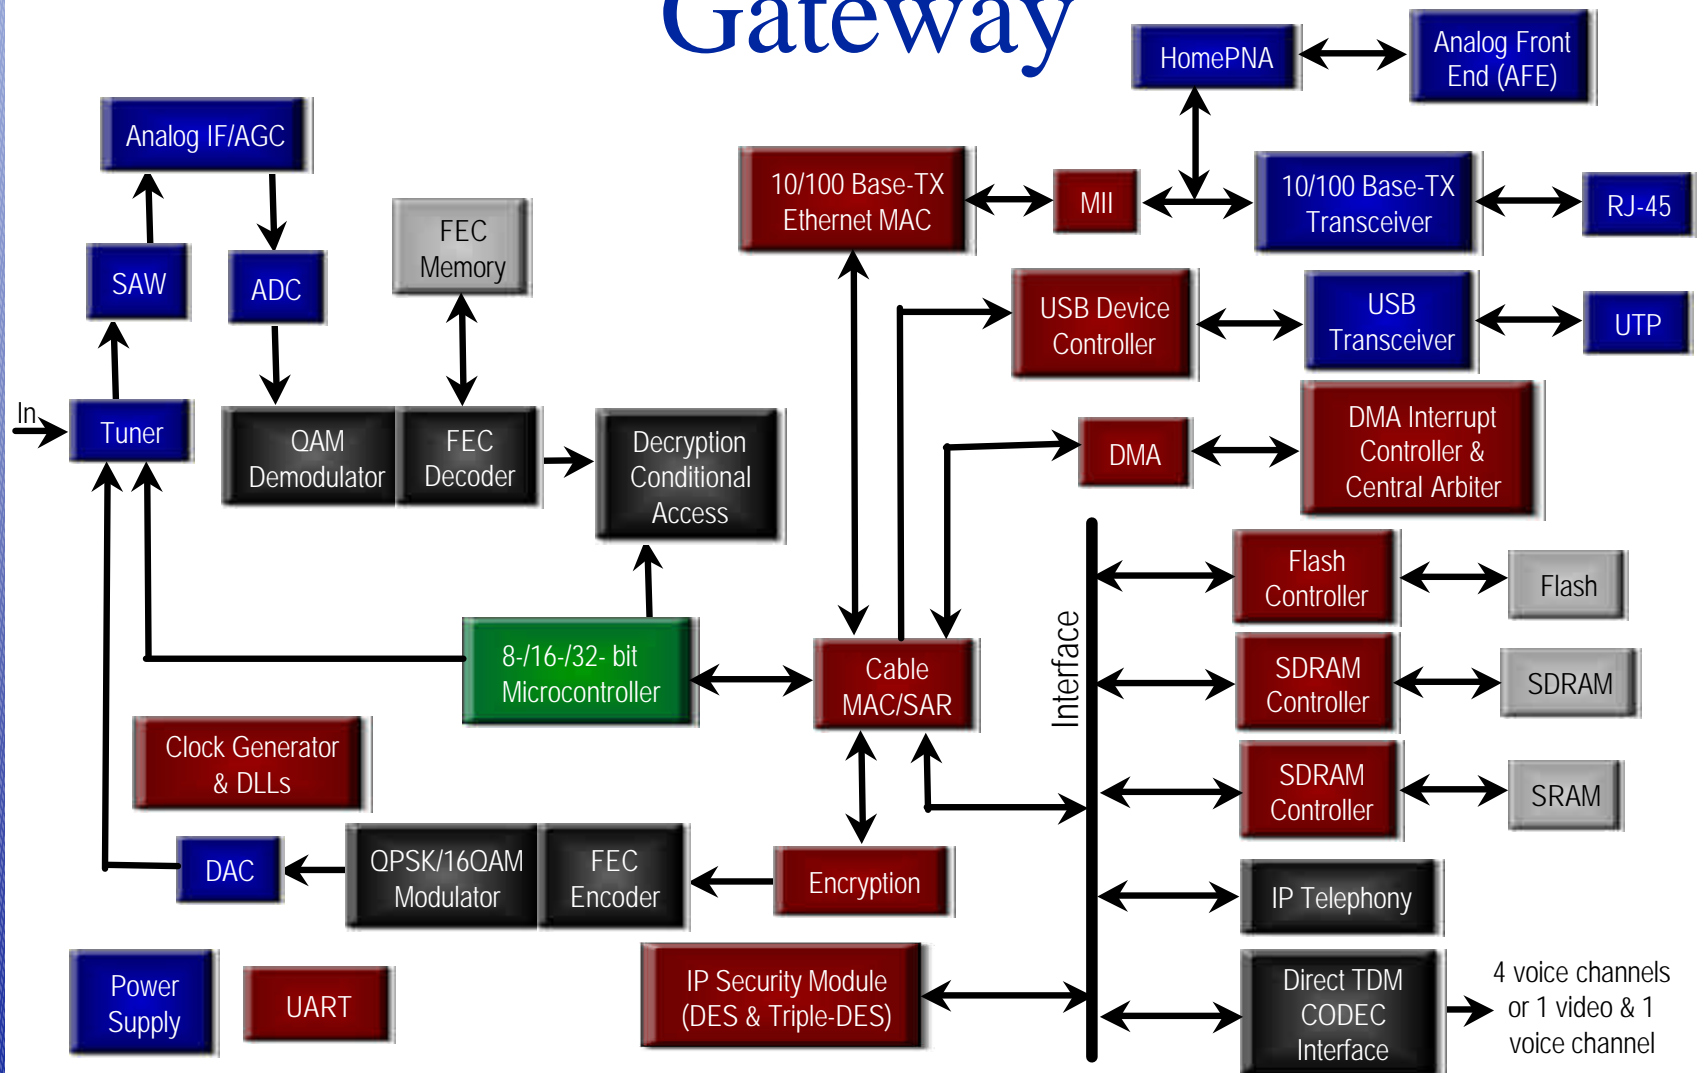 Gateway
HomePNA
Analog Front
End (AFE)
Analog IF/AGC
10/100 Base-TX
Ethernet MAC
MII
10/100 Base-TX
Transceiver
RJ-45
FEC
Memory
SAW
ADC
USB Device
Controller
USB
Transceiver
UTP
In
Tuner
QAM
Demodulator
FEC
Decoder
Decryption
Conditional
Access
DMA
DMA Interrupt
Controller &
Central Arbiter
Interface
Flash
Controller
Flash
8-/16-/32- bit
Microcontroller
Cable
MAC/SAR
SDRAM
Controller
SDRAM
Clock Generator
& DLLs
SDRAM
Controller
SRAM
DAC
QPSK/16QAM
Modulator
FEC
Encoder
Encryption
IP Telephony
Power
Supply
UART
IP Security Module
(DES & Triple-DES)
Direct TDM
CODEC
Interface
4 voice channels
or 1 video & 1
voice channel